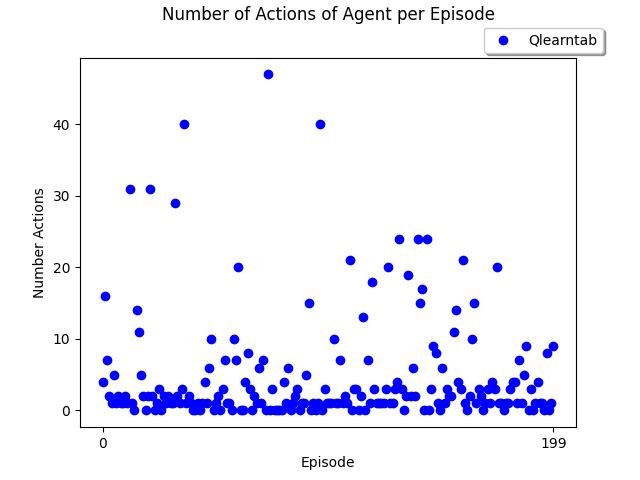 Number of Actions of Agent per Episode
Qlearntab
40
30
20
10
0
Number Actions
0 199
Episode